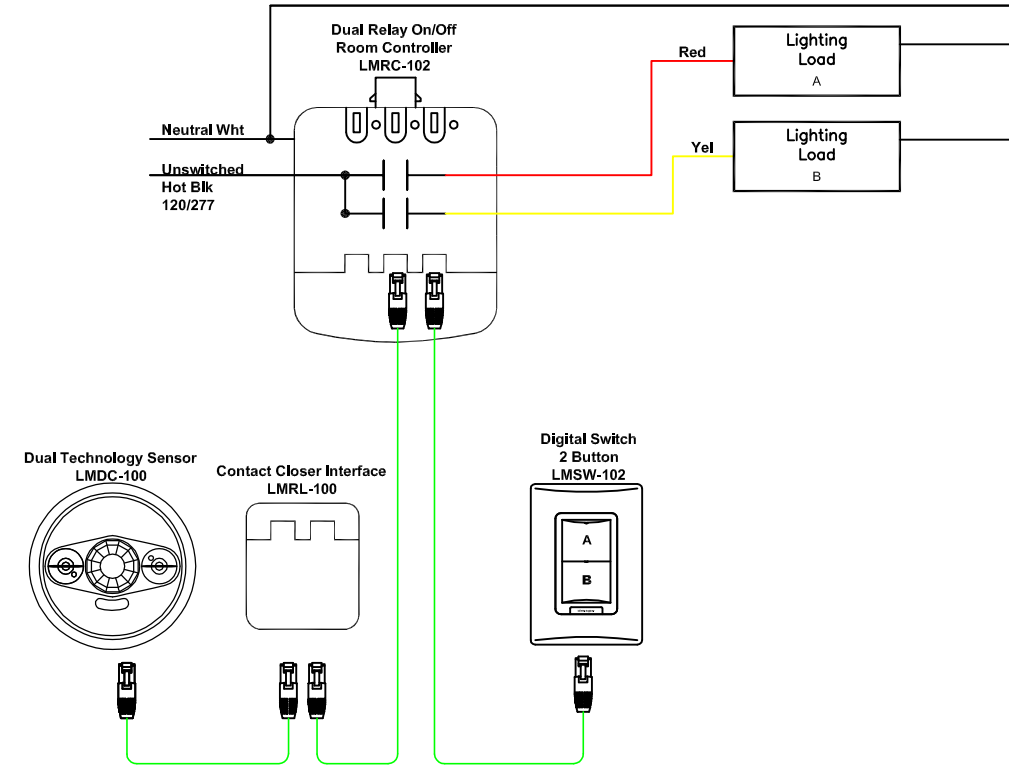 Dual Relay On/Off
Room Controller
LMRC-102
Red
Lighting
Load
A
Neutral Wht
Yel
Lighting
Load
B
Unswitched
Hot Blk
120/277
Dual Technology Sensor
LMDC-100
Contact Closer Interface
LMRL-100
Digital Switch
2 Button
LMSW-102
A
B